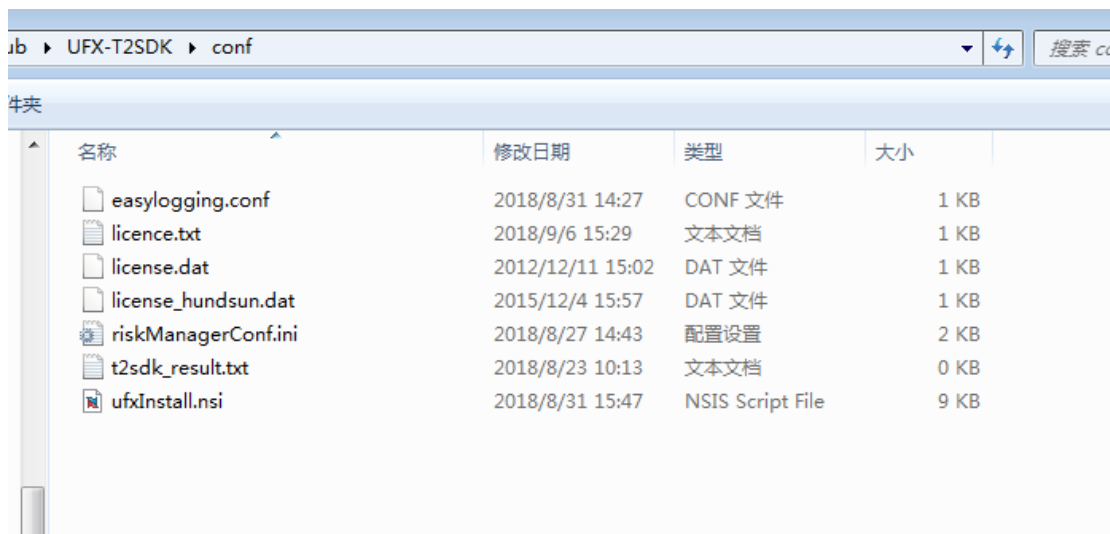 ub ▸ UFX-T2SDK ▸ conf 搜索 co
件夹
名称 修改日期 类型 大小
easylogging.conf 2018/8/31 14:27 CONF 文件 1 KB
licence.txt 2018/9/6 15:29 文本文档 1 KB
license.dat 2012/12/11 15:02 DAT 文件 1 KB
license_hundsun.dat 2015/12/4 15:57 DAT 文件 1 KB
riskManagerConf.ini 2018/8/27 14:43 配置设置 2 KB
t2sdk_result.txt 2018/8/23 10:13 文本文档 0 KB
ufxInstall.nsi 2018/8/31 15:47 NSIS Script File 9 KB